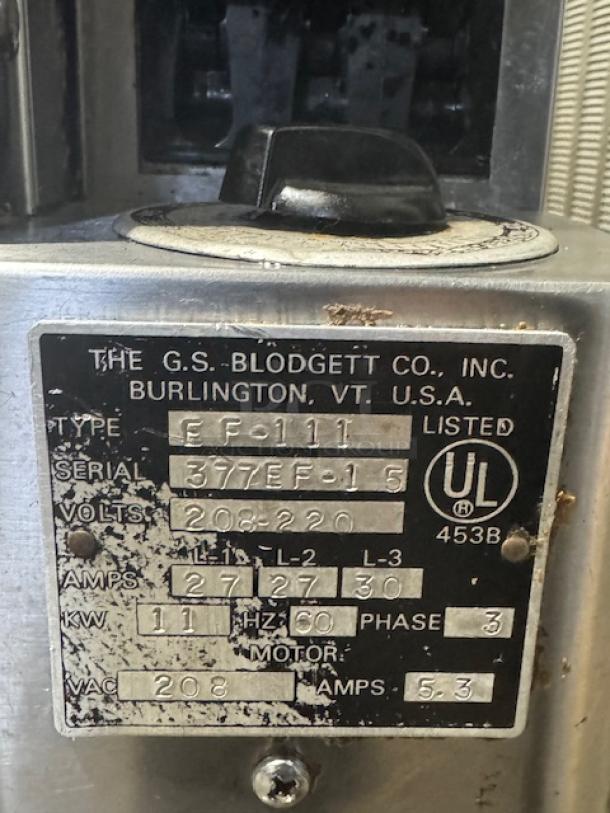 THE G.S. BLODGETT CO., INC.
BURLINGTON, VT. U.S.A.
TYPE EF-111 LISTED
SERIAL 377EF-15
UL
VOLTS 208-220
®
453B
L-1 L-2 L-3
AMPS 27 27 30
KW 11 HZ 60 PHASE 3
MOTOR
VAC 208 AMPS 5.3